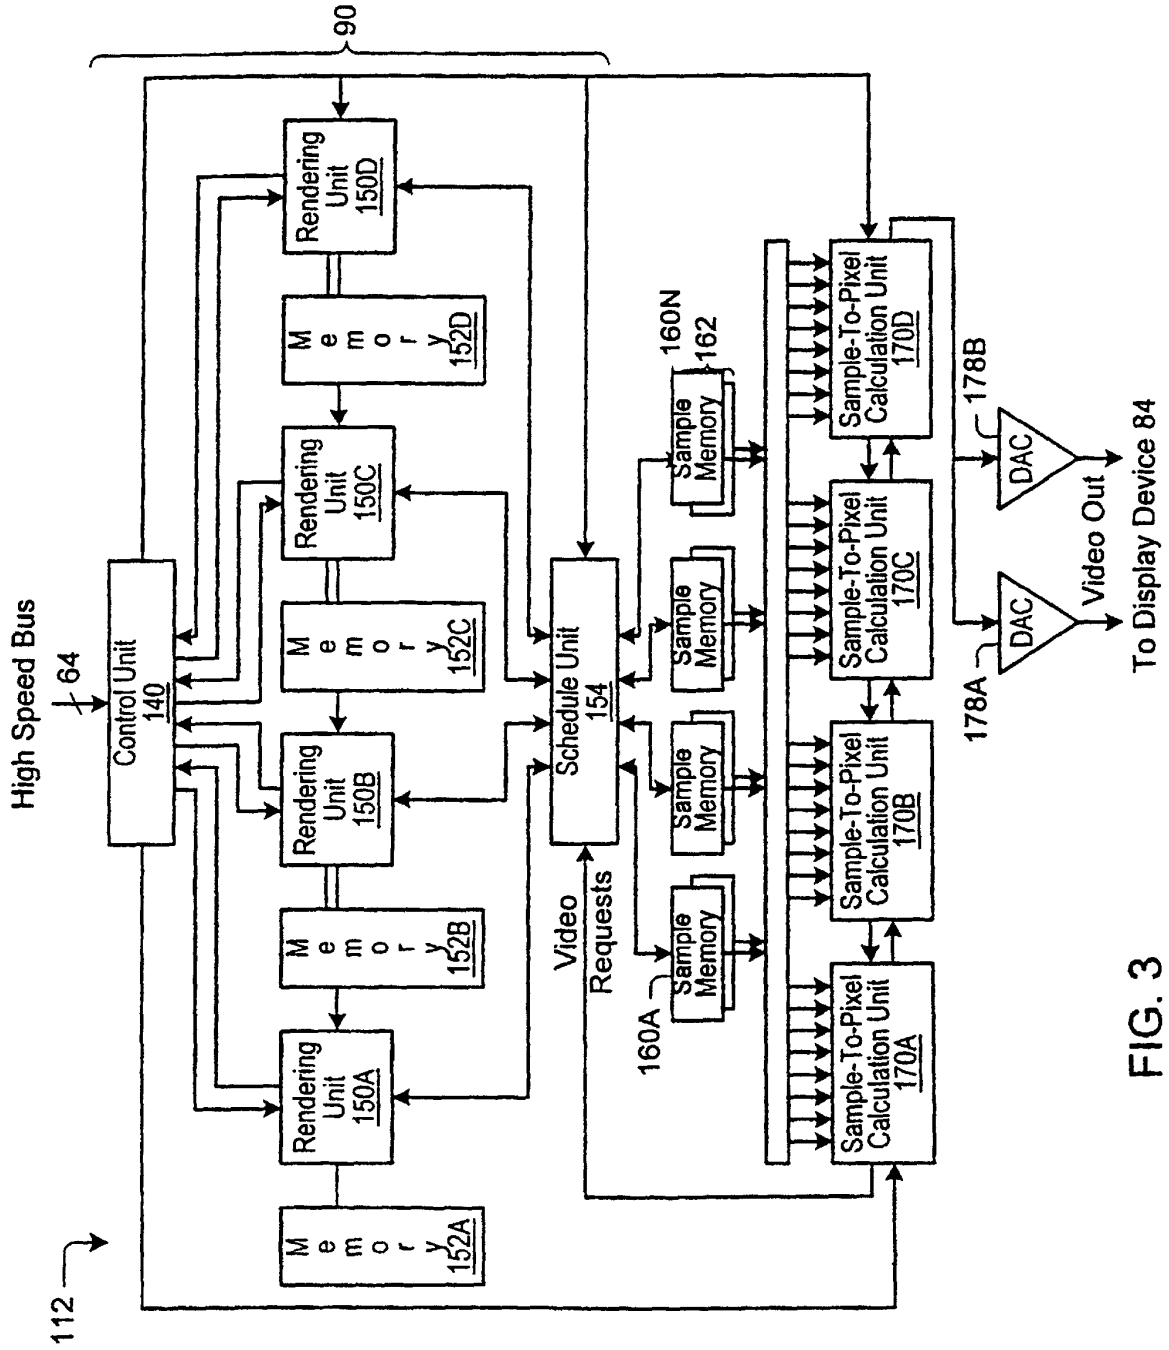 112
High Speed Bus
64
Control Unit
140
90
Memory
152A
Rendering
Unit
150A
Memory
152B
Rendering
Unit
150B
Memory
152C
Rendering
Unit
150C
Memory
152D
Rendering
Unit
150D
Video
Requests
Schedule Unit
154
160A
Sample
Memory
Sample
Memory
Sample
Memory
Sample
Memory
160N
162
Sample-To-Pixel
Calculation Unit
170A
Sample-To-Pixel
Calculation Unit
170B
Sample-To-Pixel
Calculation Unit
170C
Sample-To-Pixel
Calculation Unit
170D
178A
DAC
178B
DAC
Video Out
To Display Device 84
FIG. 3